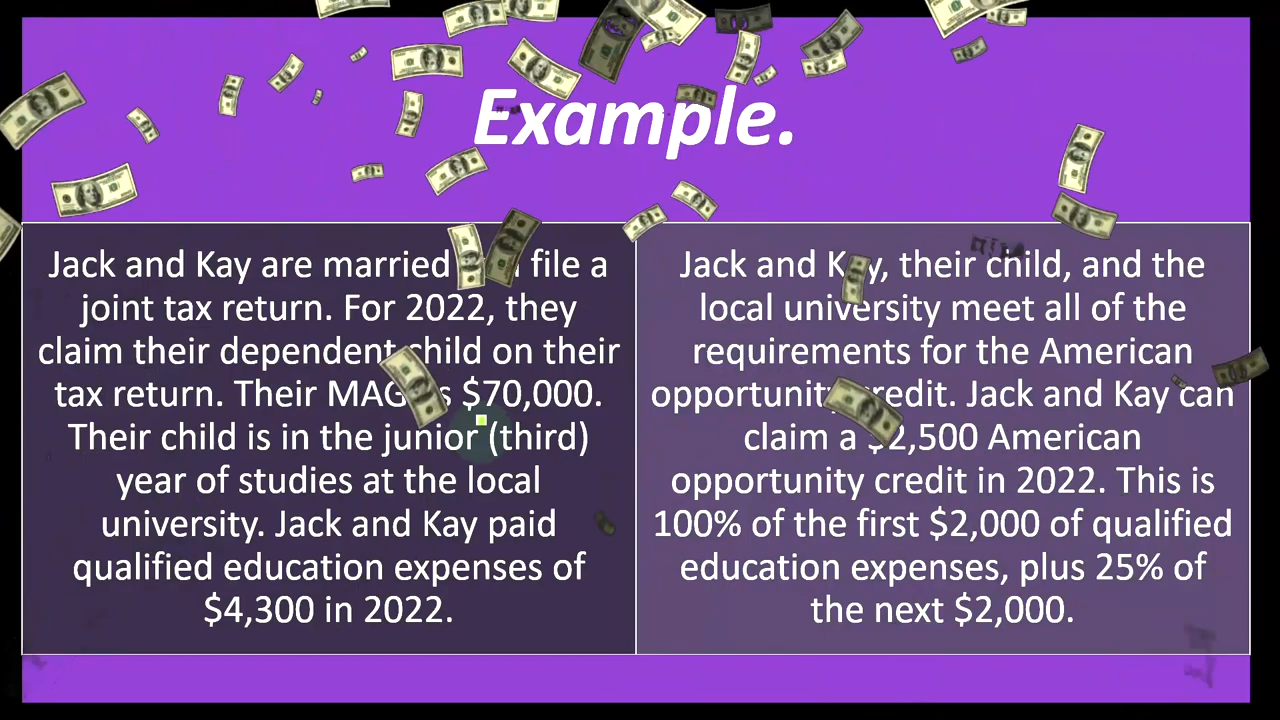 Example.
Jack and Kay are married file a
joint tax return. For 2022, they
claim their dependent child on their
tax return. Their MAGI is $70,000.
Their child is in the junior (third)
year of studies at the local
university. Jack and Kay paid
qualified education expenses of
$4,300 in 2022.
Jack and Kay, their child, and the
local university meet all of the
requirements for the American
opportunity credit. Jack and Kay can
claim a $2,500 American
opportunity credit in 2022. This is
100% of the first $2,000 of qualified
education expenses, plus 25% of
the next $2,000.